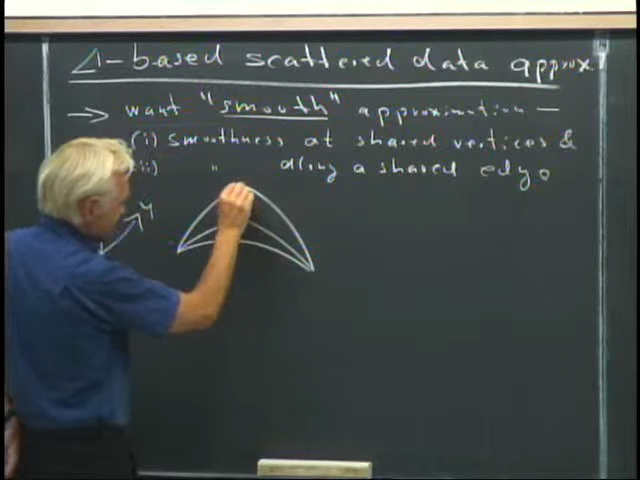 △-based scattered data approx.
→ want "smooth" approximation —
(i) smoothness at shared vertices &
(ii) " along a shared edge
y